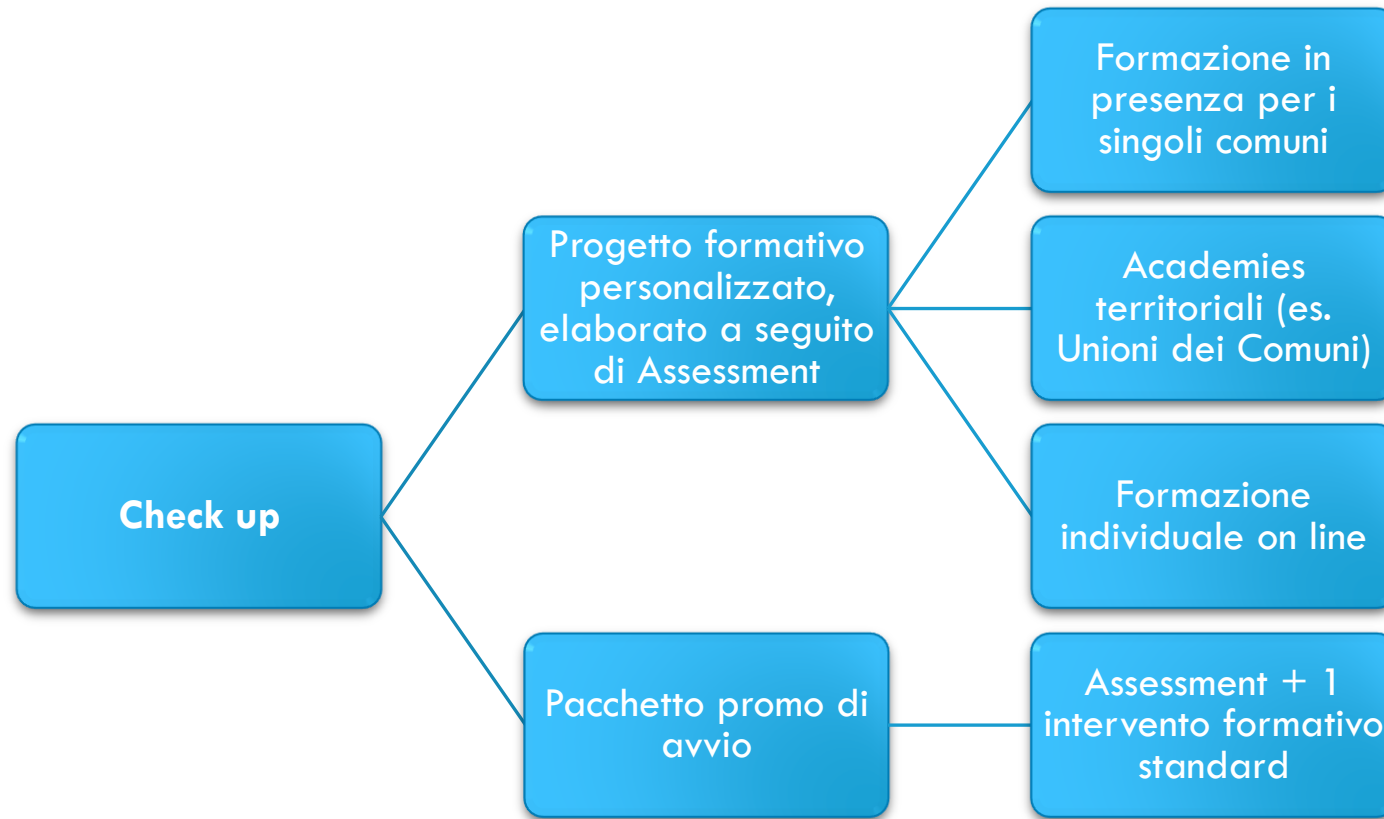 Check up
Progetto formativo
personalizzato,
elaborato a seguito
di Assessment
Formazione in
presenza per i
singoli comuni
Academies
territoriali (es.
Unioni dei Comuni)
Formazione
individuale on line
Pacchetto promo di
avvio
Assessment + 1
intervento formativo
standard